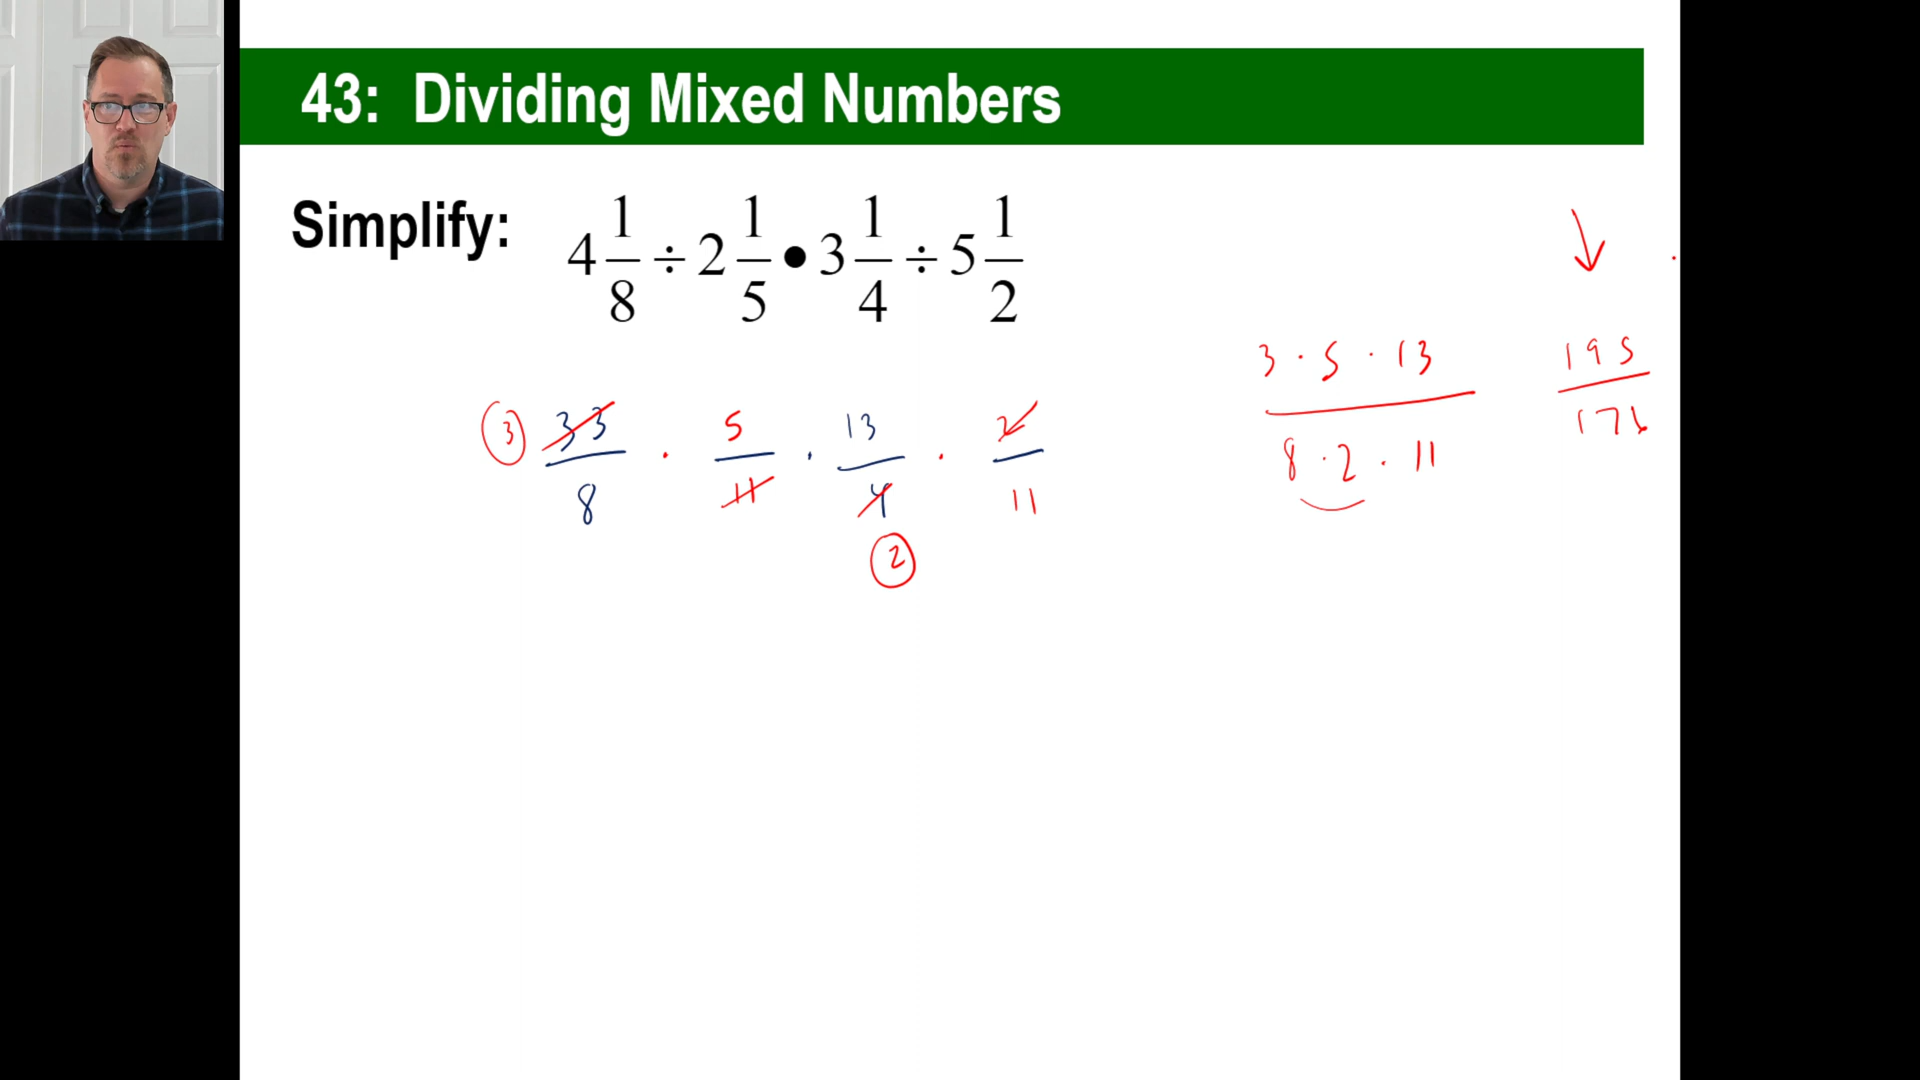 43: Dividing Mixed Numbers
Simplify: 4 1/8 ÷ 2 1/5 • 3 1/4 ÷ 5 1/2
③ 33/8 · 5/11 · 13/4 · 2/11
②
3 · 5 · 13 / 8 · 2 · 11
195/176